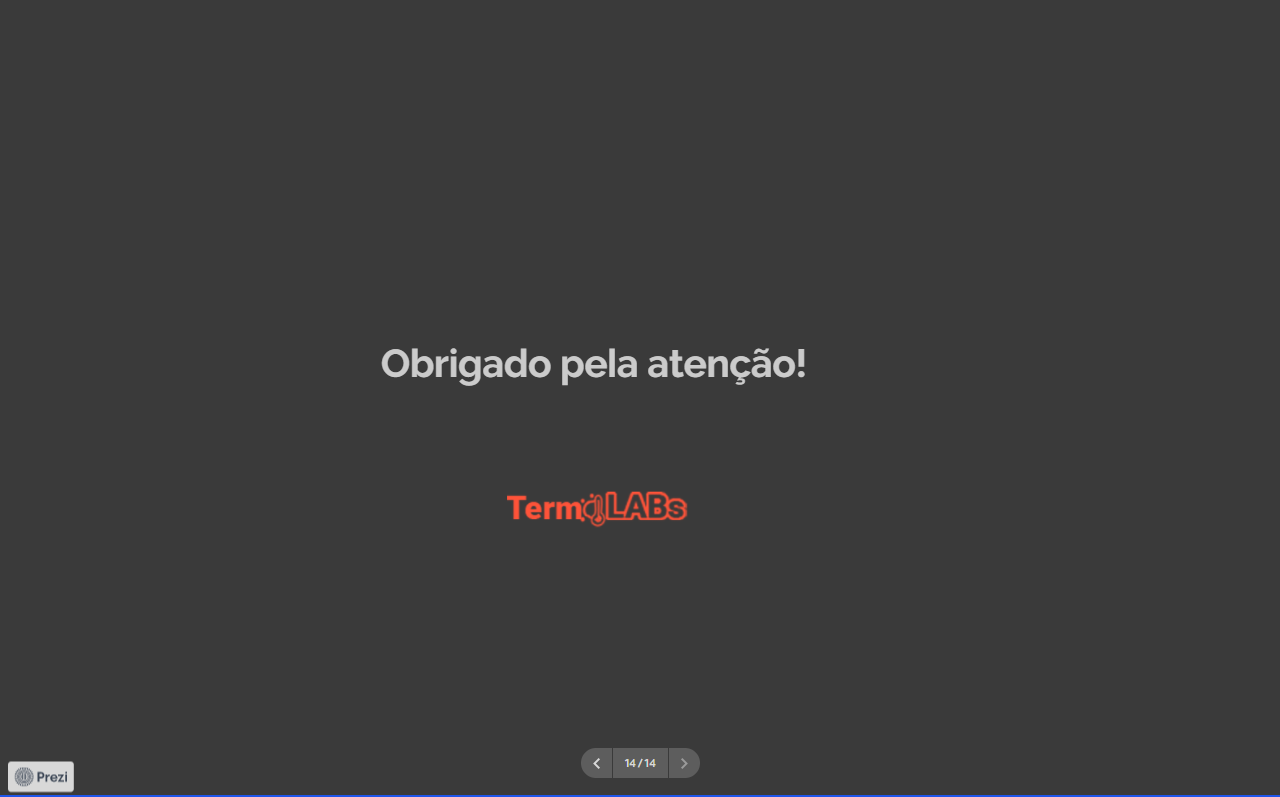 Obrigado pela atenção!
TermoLABs
14/14
Prezi